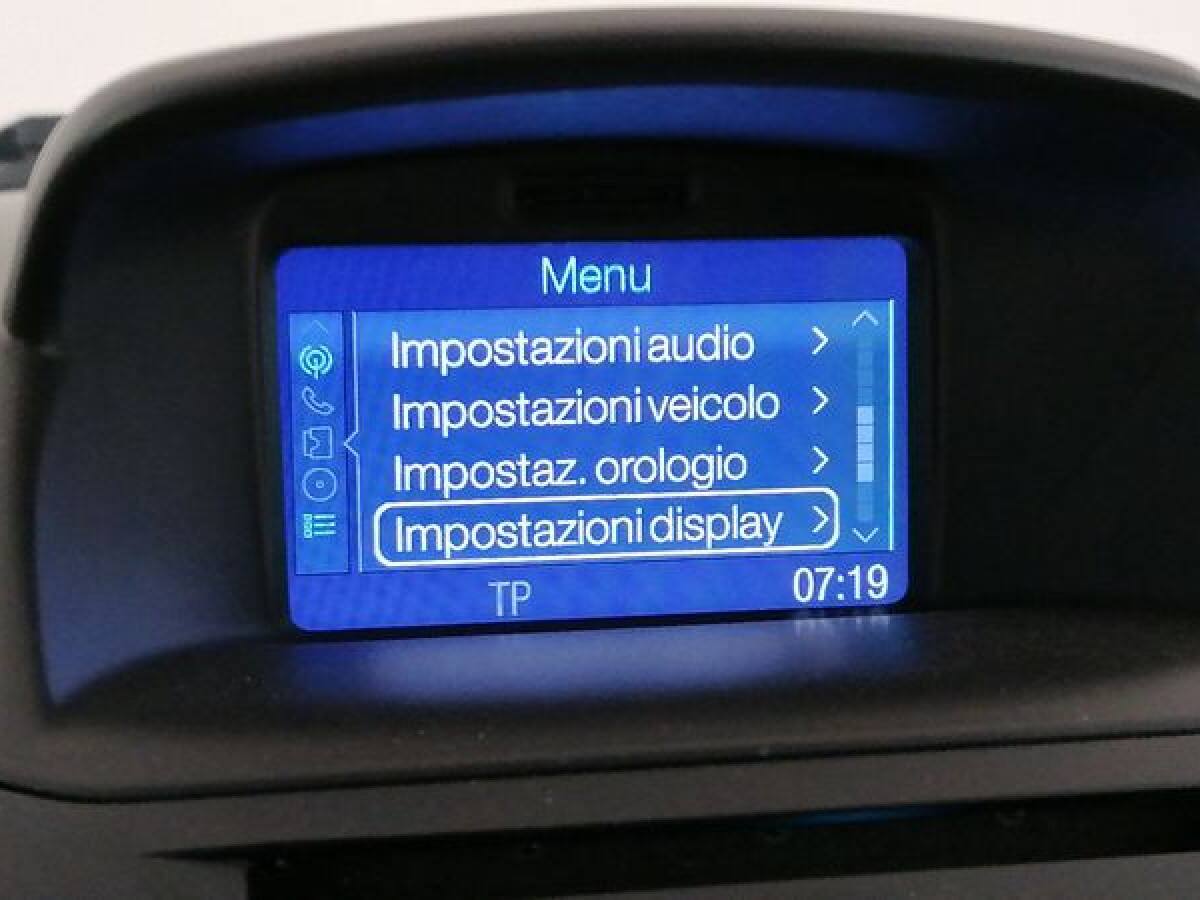 Menu
Impostazioni audio
Impostazioni veicolo
Impostaz. orologio
Impostazioni display
TP 07:19